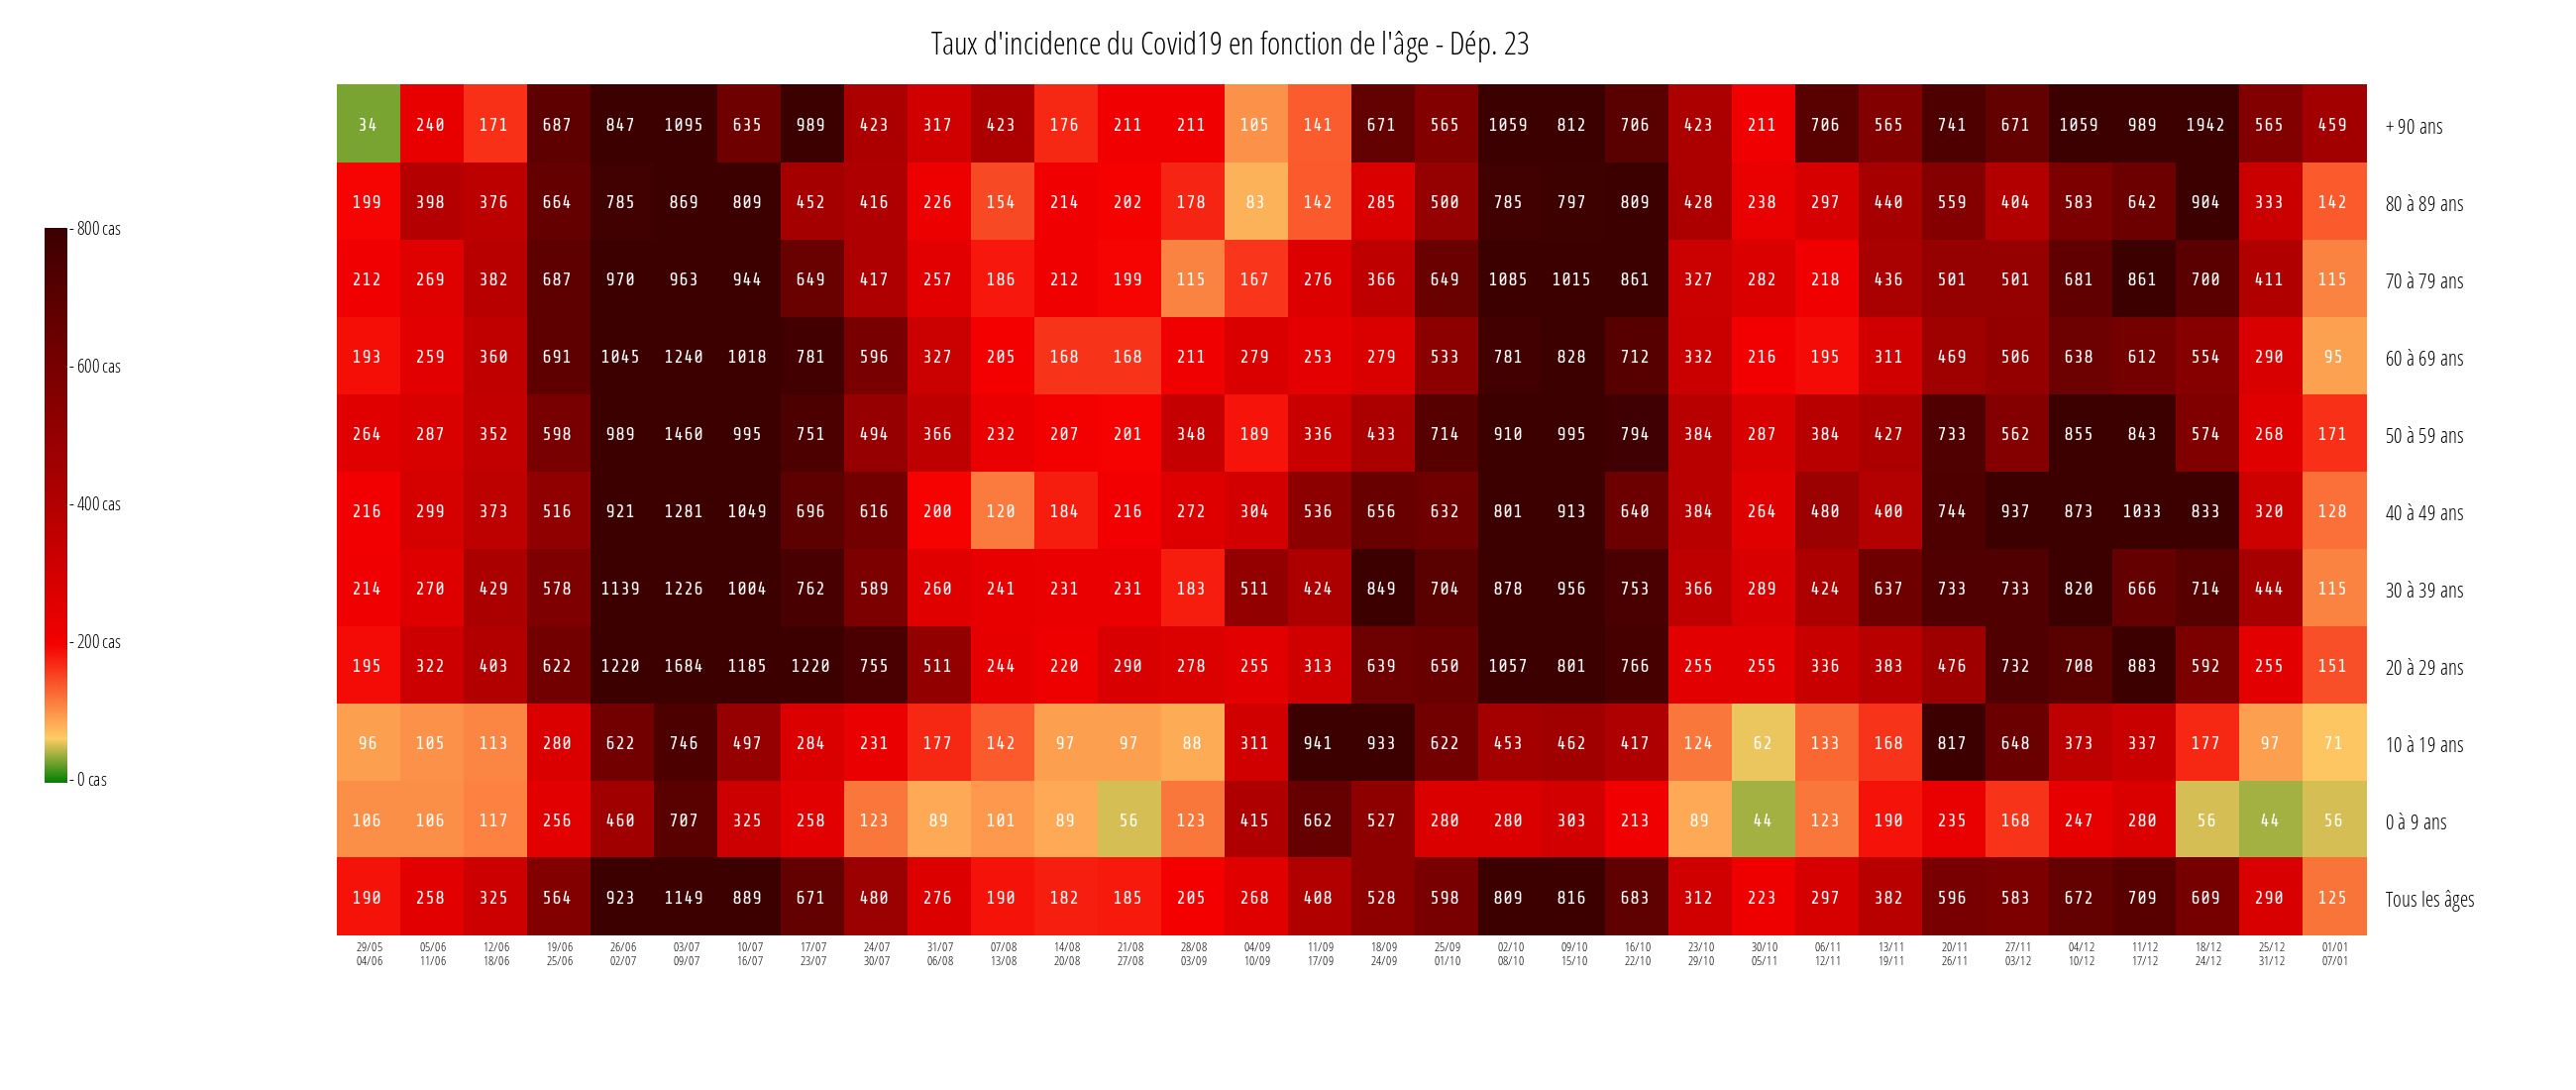 Taux d'incidence du Covid19 en fonction de l'âge - Dép. 23
- 800 cas
- 600 cas
- 400 cas
- 200 cas
- 0 cas
34 240 171 687 847 1095 635 989 423 317 423 176 211 211 105 141 671 565 1059 812 706 423 211 706 565 741 671 1059 989 1942 565 459 + 90 ans
199 398 376 664 785 869 809 452 416 226 154 214 202 178 83 142 285 500 785 797 809 428 238 297 440 559 404 583 642 904 333 142 80 à 89 ans
212 269 382 687 970 963 944 649 417 257 186 212 199 115 167 276 366 649 1085 1015 861 327 282 218 436 501 501 681 861 700 411 115 70 à 79 ans
193 259 360 691 1045 1240 1018 781 596 327 205 168 168 211 279 253 279 533 781 828 712 332 216 195 311 469 506 638 612 554 290 95 60 à 69 ans
264 287 352 598 989 1460 995 751 494 366 232 207 201 348 189 336 433 714 910 995 794 384 287 384 427 733 562 855 843 574 268 171 50 à 59 ans
216 299 373 516 921 1281 1049 696 616 200 120 184 216 272 304 536 656 632 801 913 640 384 264 480 400 744 937 873 1033 833 320 128 40 à 49 ans
214 270 429 578 1139 1226 1004 762 589 260 241 231 231 183 511 424 849 704 878 956 753 366 289 424 637 733 733 820 666 714 444 115 30 à 39 ans
195 322 403 622 1220 1684 1185 1220 755 511 244 220 290 278 255 313 639 650 1057 801 766 255 255 336 383 476 732 708 883 592 255 151 20 à 29 ans
96 105 113 280 622 746 497 284 231 177 142 97 97 88 311 941 933 622 453 462 417 124 62 133 168 817 648 373 337 177 97 71 10 à 19 ans
106 106 117 256 460 707 325 258 123 89 101 89 56 123 415 662 527 280 280 303 213 89 44 123 190 235 168 247 280 56 44 56 0 à 9 ans
190 258 325 564 923 1149 889 671 480 276 190 182 185 205 268 408 528 598 809 816 683 312 223 297 382 596 583 672 709 609 290 125 Tous les âges
29/05 05/06 12/06 19/06 26/06 03/07 10/07 17/07 24/07 31/07 07/08 14/08 21/08 28/08 04/09 11/09 18/09 25/09 02/10 09/10 16/10 23/10 30/10 06/11 13/11 20/11 27/11 04/12 11/12 18/12 25/12 01/01
04/06 11/06 18/06 25/06 02/07 09/07 16/07 23/07 30/07 06/08 13/08 20/08 27/08 03/09 10/09 17/09 24/09 01/10 08/10 15/10 22/10 29/10 05/11 12/11 19/11 26/11 03/12 10/12 17/12 24/12 31/12 07/01